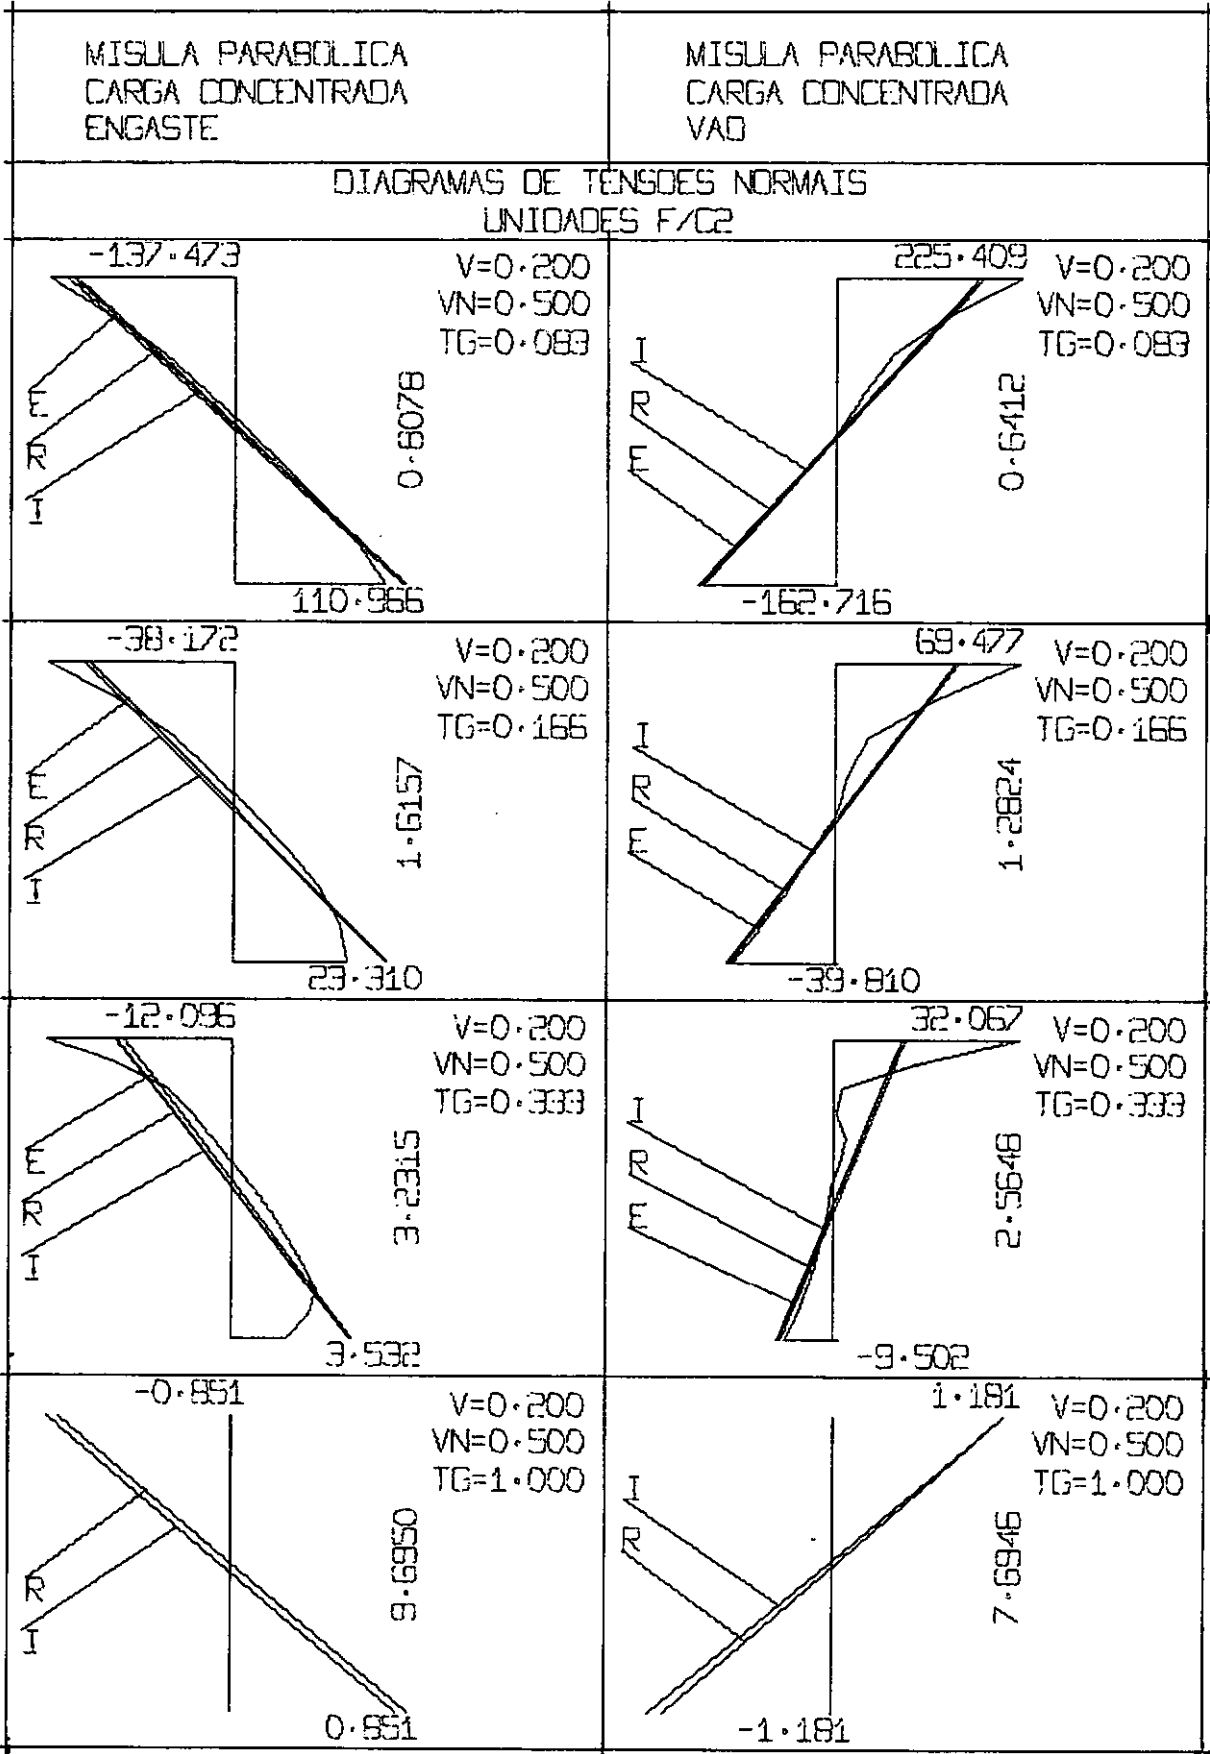 MISULA PARABOLICA
CARGA CONCENTRADA
ENGASTE
MISULA PARABOLICA
CARGA CONCENTRADA
VAO
DIAGRAMAS DE TENSOES NORMAIS
UNIDADES F/C2
-137.473
V=0.200
VN=0.500
TG=0.083
E
R
I
0.8078
110.966
225.409
V=0.200
VN=0.500
TG=0.083
I
R
E
0.6412
-162.716
-38.172
V=0.200
VN=0.500
TG=0.166
E
R
I
1.6157
23.310
69.477
V=0.200
VN=0.500
TG=0.166
I
R
E
1.2824
-39.810
-12.096
V=0.200
VN=0.500
TG=0.333
E
R
I
3.2315
3.532
32.067
V=0.200
VN=0.500
TG=0.333
I
R
E
2.5648
-9.502
-0.851
V=0.200
VN=0.500
TG=1.000
R
I
9.6950
0.851
1.181
V=0.200
VN=0.500
TG=1.000
I
R
7.6946
-1.181